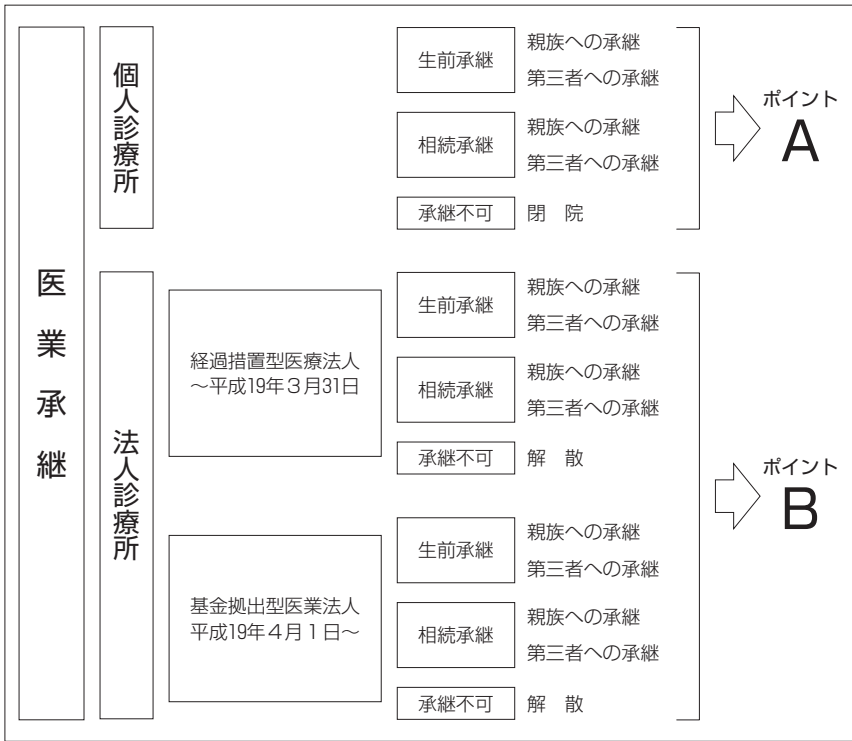 医業承継
個人診療所
生前承継
親族への承継
第三者への承継
相続承継
親族への承継
第三者への承継
承継不可
閉 院
ポイント
A
法人診療所
経過措置型医療法人
～平成19年３月31日
生前承継
親族への承継
第三者への承継
相続承継
親族への承継
第三者への承継
承継不可
解 散
基金拠出型医業法人
平成19年４月１日～
生前承継
親族への承継
第三者への承継
相続承継
親族への承継
第三者への承継
承継不可
解 散
ポイント
B